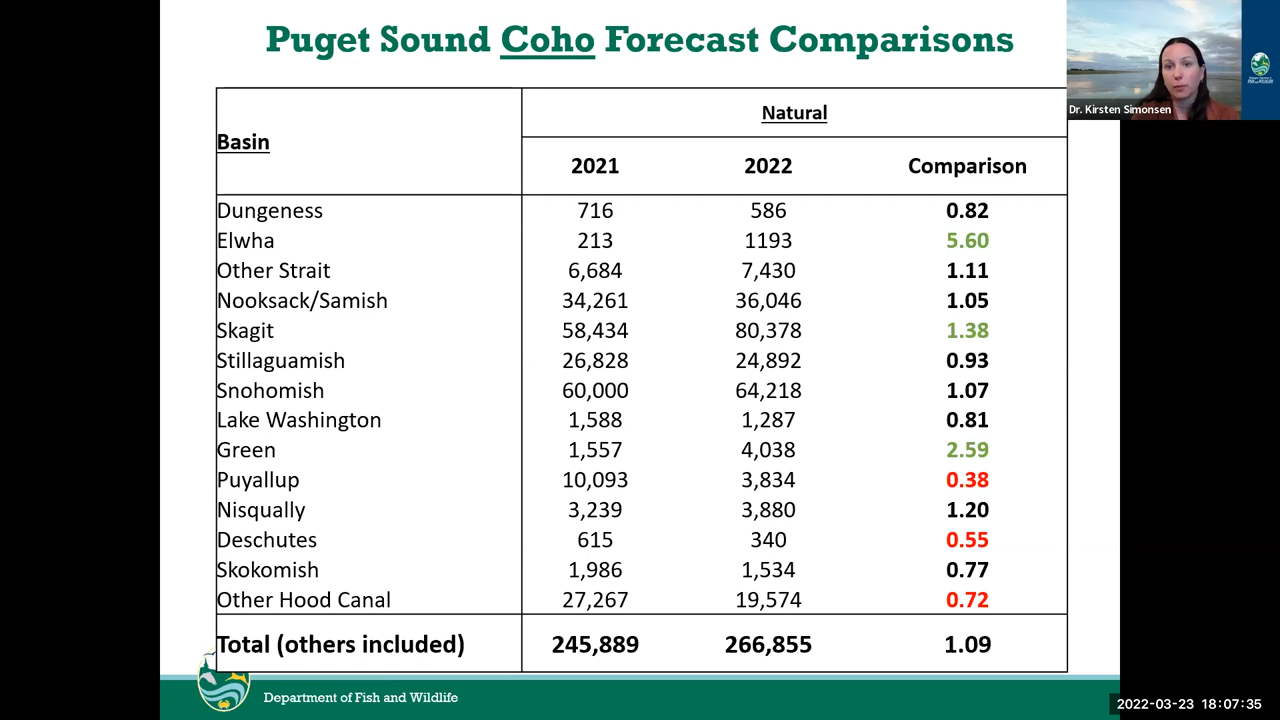 Puget Sound Coho Forecast Comparisons
Dr. Kirsten Simonsen
Basin
Natural
2021 2022 Comparison
Dungeness 716 586 0.82
Elwha 213 1193 5.60
Other Strait 6,684 7,430 1.11
Nooksack/Samish 34,261 36,046 1.05
Skagit 58,434 80,378 1.38
Stillaguamish 26,828 24,892 0.93
Snohomish 60,000 64,218 1.07
Lake Washington 1,588 1,287 0.81
Green 1,557 4,038 2.59
Puyallup 10,093 3,834 0.38
Nisqually 3,239 3,880 1.20
Deschutes 615 340 0.55
Skokomish 1,986 1,534 0.77
Other Hood Canal 27,267 19,574 0.72
Total (others included) 245,889 266,855 1.09
Department of Fish and Wildlife
2022-03-23 18:07:35